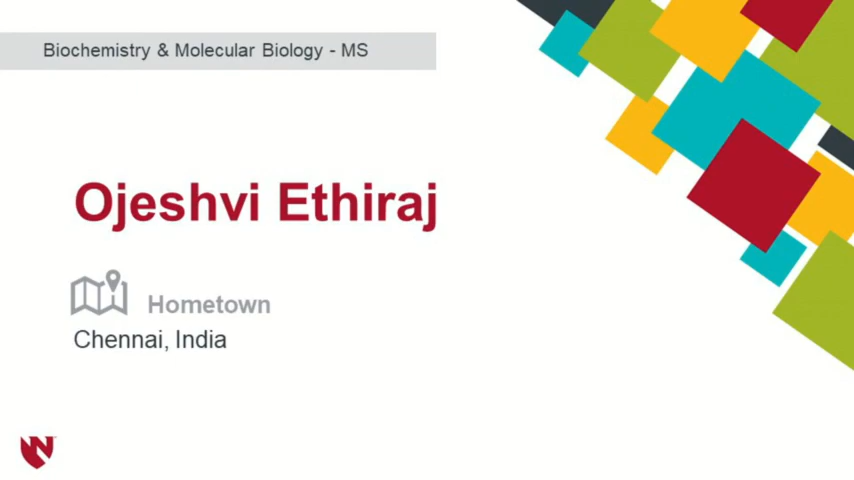 Biochemistry & Molecular Biology - MS
Ojeshvi Ethiraj
Hometown
Chennai, India